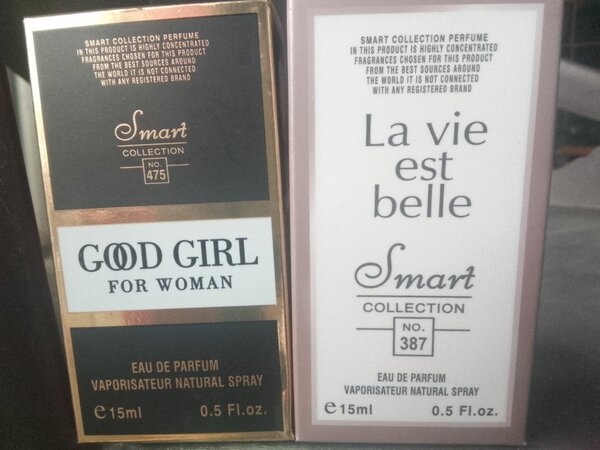 SMART COLLECTION PERFUME
IN THIS PRODUCT IS HIGHLY CONCENTRATED
FRAGRANCES CHOSEN FOR THIS PRODUCT
FROM THE BEST SOURCES AROUND
THE WORLD IT IS NOT CONNECTED
WITH ANY REGISTERED BRAND
Smart
COLLECTION
NO.
475
GOOD GIRL
FOR WOMAN
EAU DE PARFUM
VAPORISATEUR NATURAL SPRAY
℮15ml 0.5 Fl.oz.
SMART COLLECTION PERFUME
IN THIS PRODUCT IS HIGHLY CONCENTRATED
FRAGRANCES CHOSEN FOR THIS PRODUCT
FROM THE BEST SOURCES AROUND
THE WORLD IT IS NOT CONNECTED
WITH ANY REGISTERED BRAND
La vie
est
belle
Smart
COLLECTION
NO.
387
EAU DE PARFUM
VAPORISATEUR NATURAL SPRAY
℮15ml 0.5 Fl.oz.